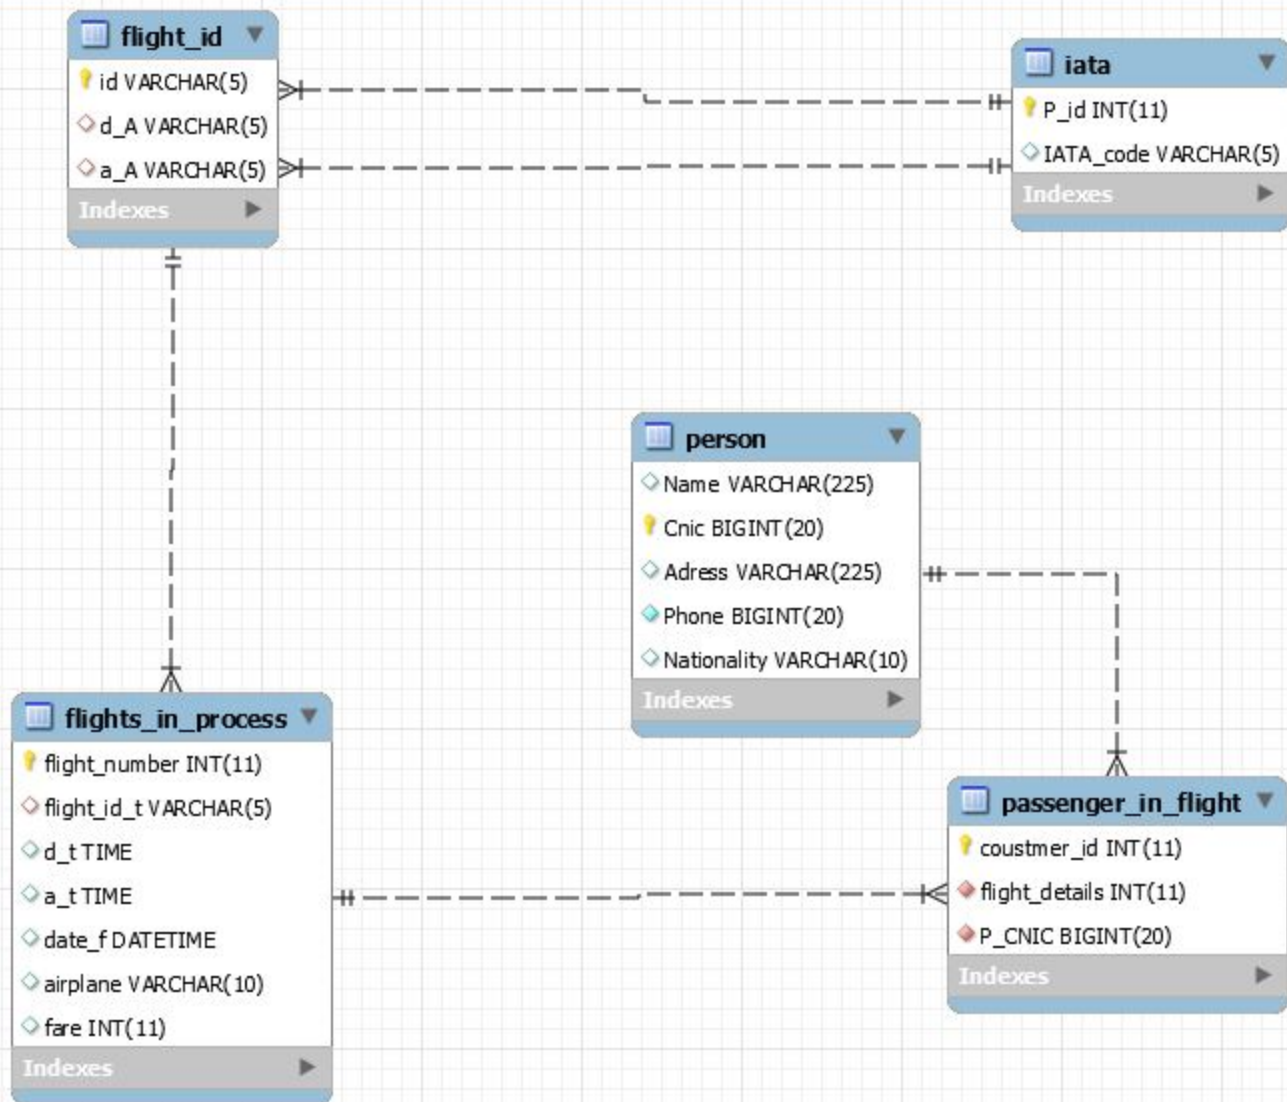 flight_id
id VARCHAR(5)
d_A VARCHAR(5)
a_A VARCHAR(5)
Indexes
iata
P_id INT(11)
IATA_code VARCHAR(5)
Indexes
person
Name VARCHAR(225)
Cnic BIGINT(20)
Adress VARCHAR(225)
Phone BIGINT(20)
Nationality VARCHAR(10)
Indexes
flights_in_process
flight_number INT(11)
flight_id_t VARCHAR(5)
d_t TIME
a_t TIME
date_f DATETIME
airplane VARCHAR(10)
fare INT(11)
Indexes
passenger_in_flight
coustmer_id INT(11)
flight_details INT(11)
P_CNIC BIGINT(20)
Indexes